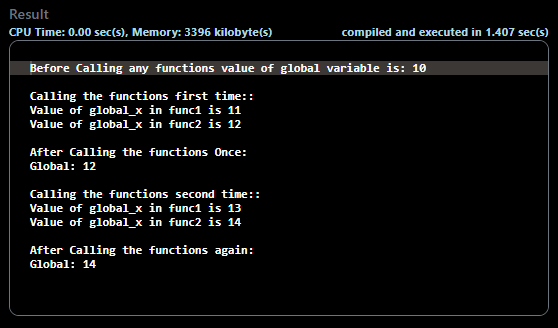 Result
CPU Time: 0.00 sec(s), Memory: 3396 kilobyte(s) compiled and executed in 1.407 sec(s)
Before Calling any functions value of global variable is: 10
Calling the functions first time::
Value of global_x in func1 is 11
Value of global_x in func2 is 12
After Calling the functions Once:
Global: 12
Calling the functions second time::
Value of global_x in func1 is 13
Value of global_x in func2 is 14
After Calling the functions again:
Global: 14